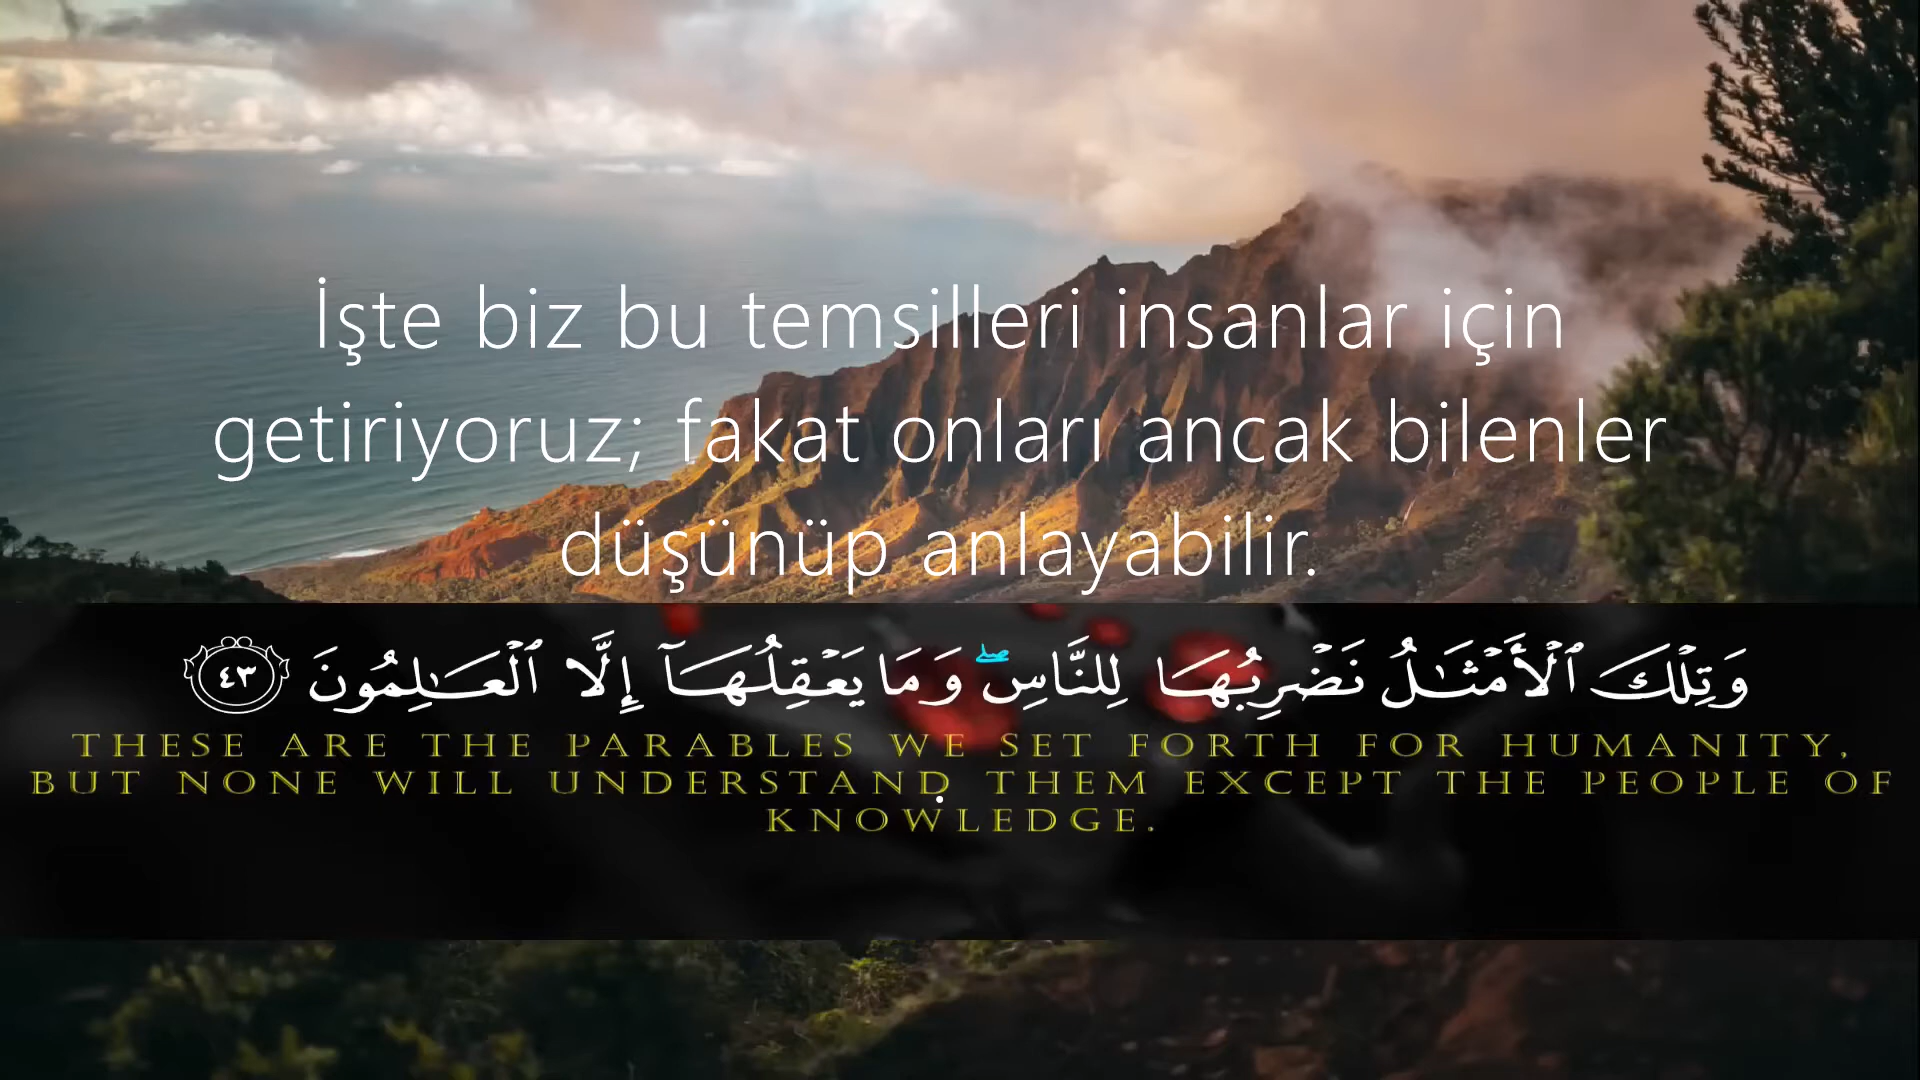 İşte biz bu temsilleri insanlar için
getiriyoruz; fakat onları ancak bilenler
düşünüp anlayabilir.
وَتِلْكَ ٱلْأَمْثَـٰلُ نَضْرِبُهَا لِلنَّاسِ ۖ وَمَا يَعْقِلُهَآ إِلَّا ٱلْعَـٰلِمُونَ ٤٣
THESE ARE THE PARABLES WE SET FORTH FOR HUMANITY,
BUT NONE WILL UNDERSTAND THEM EXCEPT THE PEOPLE OF
KNOWLEDGE.